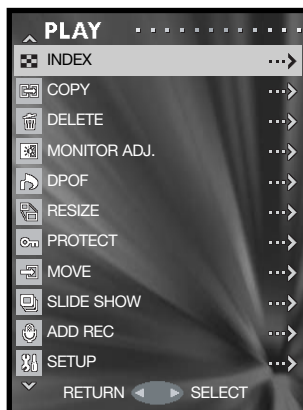 PLAY
INDEX
COPY
DELETE
MONITOR ADJ.
DPOF
RESIZE
PROTECT
MOVE
SLIDE SHOW
ADD REC
SETUP
RETURN SELECT